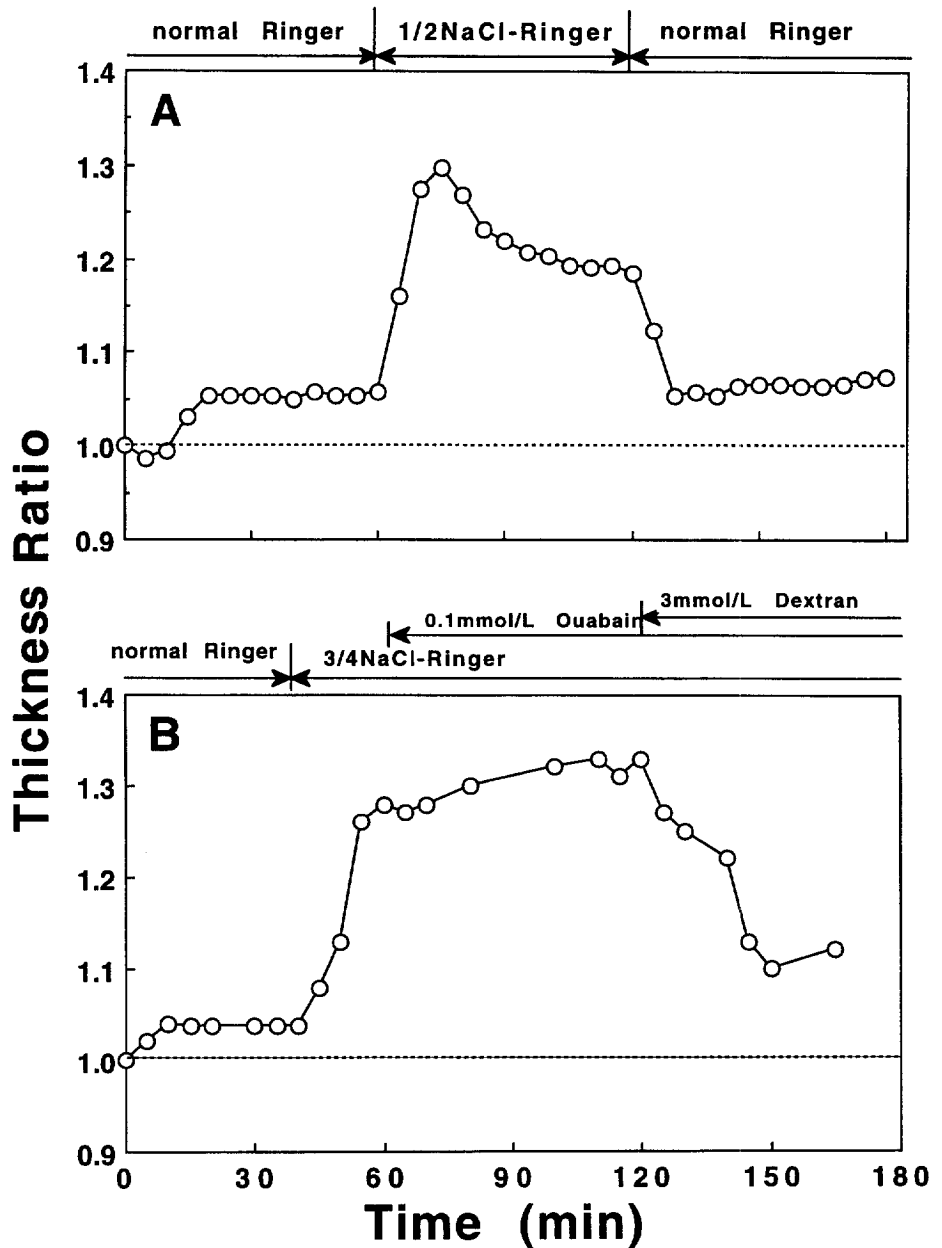 normal Ringer 1/2NaCl-Ringer normal Ringer
1.4
A
1.3
1.2
1.1
1.0
0.9
Thickness Ratio
3mmol/L Dextran
0.1mmol/L Ouabain
normal Ringer 3/4NaCl-Ringer
1.4
B
1.3
1.2
1.1
1.0
0.9
0 30 60 90 120 150 180
Time (min)